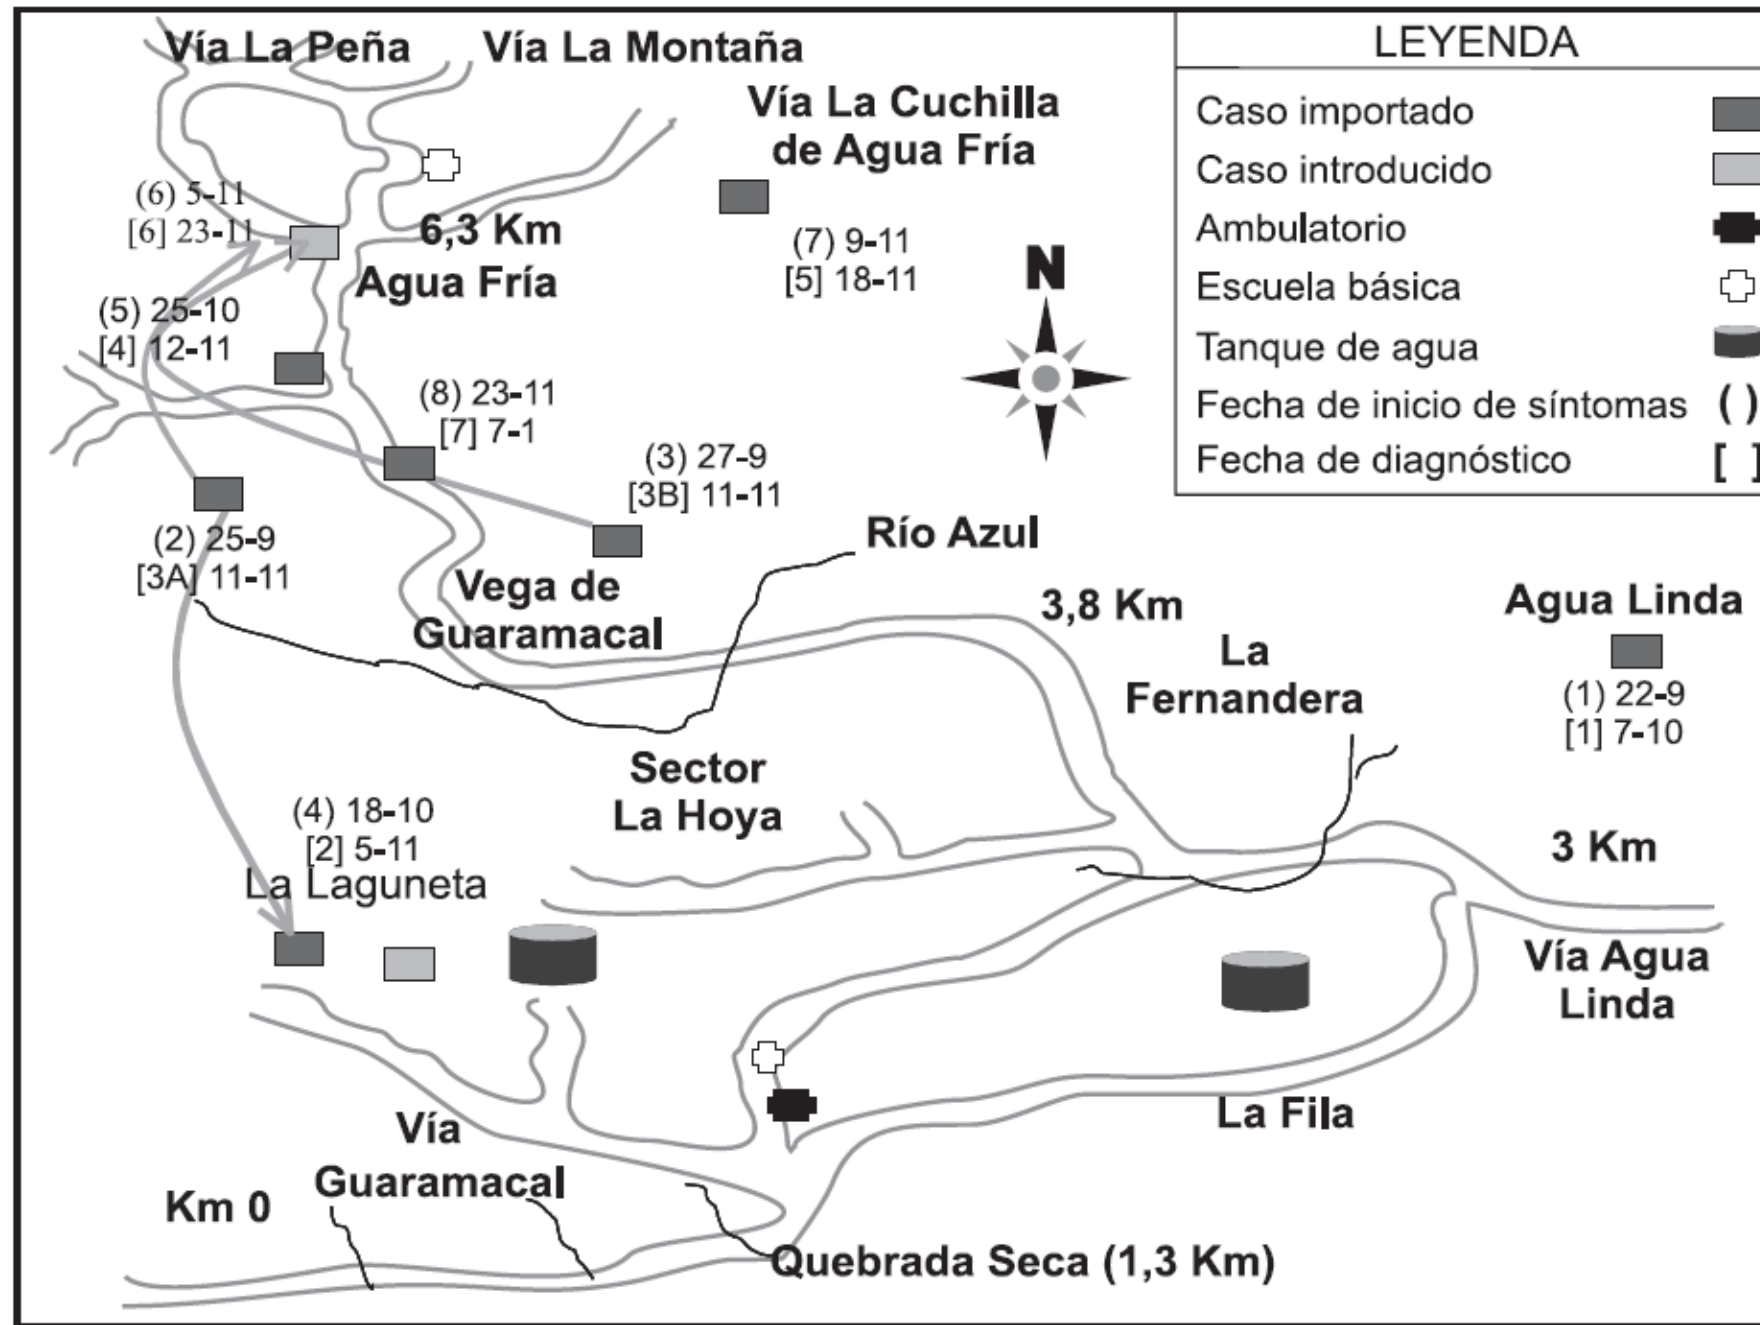 Vía La Peña
Vía La Montaña
Vía La Cuchilla
de Agua Fría
(6) 5-11
[6] 23-11
6,3 Km
Agua Fría
(7) 9-11
[5] 18-11
N
(5) 25-10
[4] 12-11
(8) 23-11
[7] 7-1
(3) 27-9
[3B] 11-11
(2) 25-9
[3A] 11-11
Río Azul
Vega de
Guaramacal
3,8 Km
Agua Linda
(1) 22-9
[1] 7-10
La
Fernandera
Sector
La Hoya
(4) 18-10
[2] 5-11
La Laguneta
3 Km
Vía Agua
Linda
La Fila
Vía
Guaramacal
Km 0
Quebrada Seca (1,3 Km)
LEYENDA
Caso importado
Caso introducido
Ambulatorio
Escuela básica
Tanque de agua
Fecha de inicio de síntomas ( )
Fecha de diagnóstico [ ]